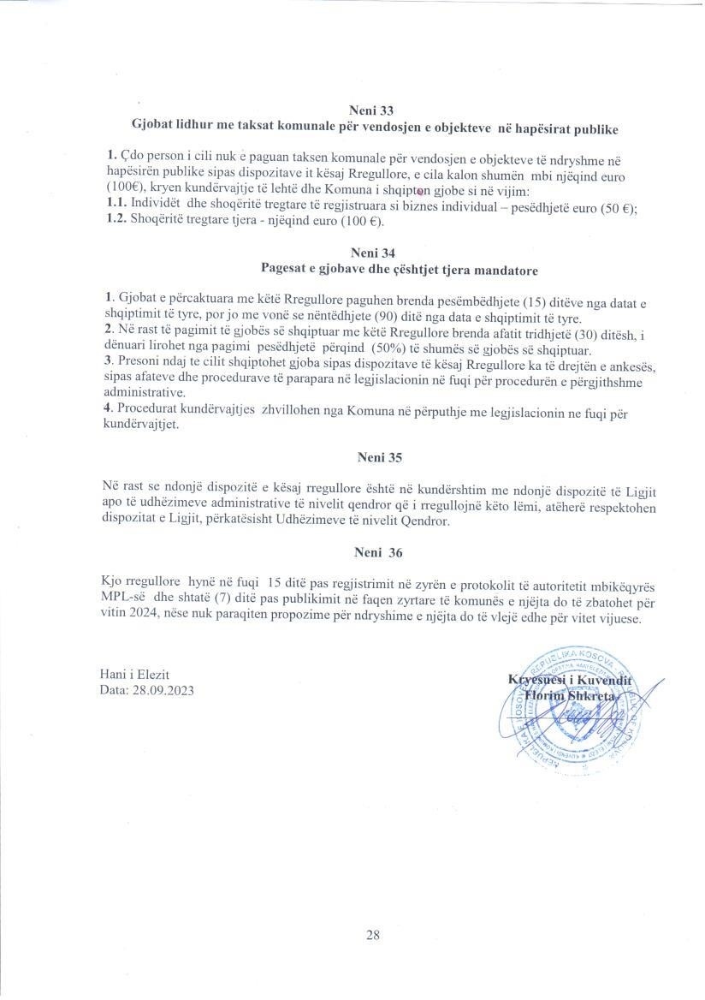 Neni 33
Gjobat lidhur me taksat komunale për vendosjen e objekteve në hapësirat publike
1. Çdo person i cili nuk e paguan taksen komunale për vendosjen e objekteve të ndryshme në
hapësirën publike sipas dispozitave it kësaj Rregullore, e cila kalon shumën mbi njëqind euro
(100€), kryen kundërvajtje të lehtë dhe Komuna i shqipton gjobe si në vijim:
1.1. Individët dhe shoqëritë tregtare të regjistruara si biznes individual – pesëdhjetë euro (50 €);
1.2. Shoqëritë tregtare tjera - njëqind euro (100 €).
Neni 34
Pagesat e gjobave dhe çështjet tjera mandatore
1. Gjobat e përcaktuara me këtë Rregullore paguhen brenda pesëmbëdhjete (15) ditëve nga datat e
shqiptimit të tyre, por jo me vonë se nëntëdhjete (90) ditë nga data e shqiptimit të tyre.
2. Në rast të pagimit të gjobës së shqiptuar me këtë Rregullore brenda afatit tridhjetë (30) ditësh, i
dënuari lirohet nga pagimi pesëdhjetë përqind (50%) të shumës së gjobës së shqiptuar.
3. Presoni ndaj te cilit shqiptohet gjoba sipas dispozitave të kësaj Rregullore ka të drejtën e ankesës,
sipas afateve dhe procedurave të parapara në legjislacionin në fuqi për procedurën e përgjithshme
administrative.
4. Procedurat kundërvajtjes zhvillohen nga Komuna në përputhje me legjislacionin ne fuqi për
kundërvajtjet.
Neni 35
Në rast se ndonjë dispozitë e kësaj rregullore është në kundërshtim me ndonjë dispozitë të Ligjit
apo të udhëzimeve administrative të nivelit qendror që i rregullojnë këto lëmi, atëherë respektohen
dispozitat e Ligjit, përkatësisht Udhëzimeve të nivelit Qendror.
Neni 36
Kjo rregullore hynë në fuqi 15 ditë pas regjistrimit në zyrën e protokolit të autoritetit mbikëqyrës
MPL-së dhe shtatë (7) ditë pas publikimit në faqen zyrtare të komunës e njëjta do të zbatohet për
vitin 2024, nëse nuk paraqiten propozime për ndryshime e njëjta do të vlejë edhe për vitet vijuese.
Hani i Elezit
Data: 28.09.2023
Kryesuesi i Kuvendit
Florim Shkreta
28